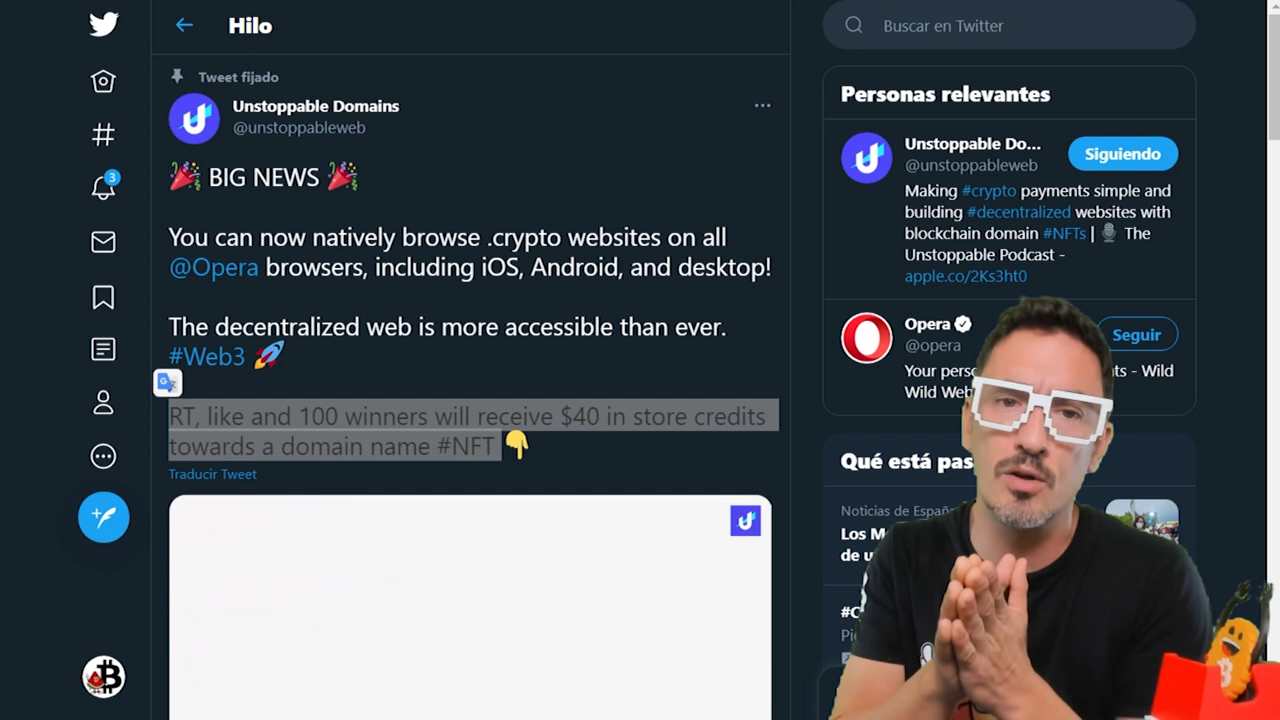 Hilo
Tweet fijado
Unstoppable Domains
@unstoppableweb
🎉 BIG NEWS 🎉
You can now natively browse .crypto websites on all
@Opera browsers, including iOS, Android, and desktop!
The decentralized web is more accessible than ever.
#Web3 🚀
RT, like and 100 winners will receive $40 in store credits
towards a domain name #NFT 👇
Traducir Tweet
3
Buscar en Twitter
Personas relevantes
Unstoppable Do...
@unstoppableweb
Siguiendo
Making #crypto payments simple and
building #decentralized websites with
blockchain domain #NFTs | 🎙️ The
Unstoppable Podcast -
apple.co/2Ks3ht0
Opera
@opera
Seguir
Your pers
- Wild
Wild Web
Qué está pas
Noticias de España
Los M
de u